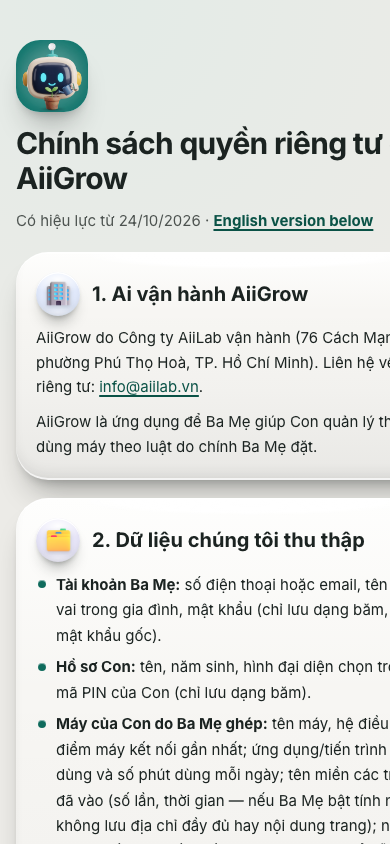 Chính sách quyền riêng tư
AiiGrow
Có hiệu lực từ 24/10/2026 · English version below
1. Ai vận hành AiiGrow
AiiGrow do Công ty AiiLab vận hành (76 Cách Mạn
phường Phú Thọ Hoà, TP. Hồ Chí Minh). Liên hệ về
riêng tư: info@aiilab.vn.
AiiGrow là ứng dụng để Ba Mẹ giúp Con quản lý th
dùng máy theo luật do chính Ba Mẹ đặt.
2. Dữ liệu chúng tôi thu thập
Tài khoản Ba Mẹ: số điện thoại hoặc email, tên
vai trong gia đình, mật khẩu (chỉ lưu dạng băm,
mật khẩu gốc).
Hồ sơ Con: tên, năm sinh, hình đại diện chọn tr
mã PIN của Con (chỉ lưu dạng băm).
Máy của Con do Ba Mẹ ghép: tên máy, hệ điều
điểm máy kết nối gần nhất; ứng dụng/tiến trình
dùng và số phút dùng mỗi ngày; tên miền các tr
đã vào (số lần, thời gian — nếu Ba Mẹ bật tính n
không lưu địa chỉ đầy đủ hay nội dung trang); n